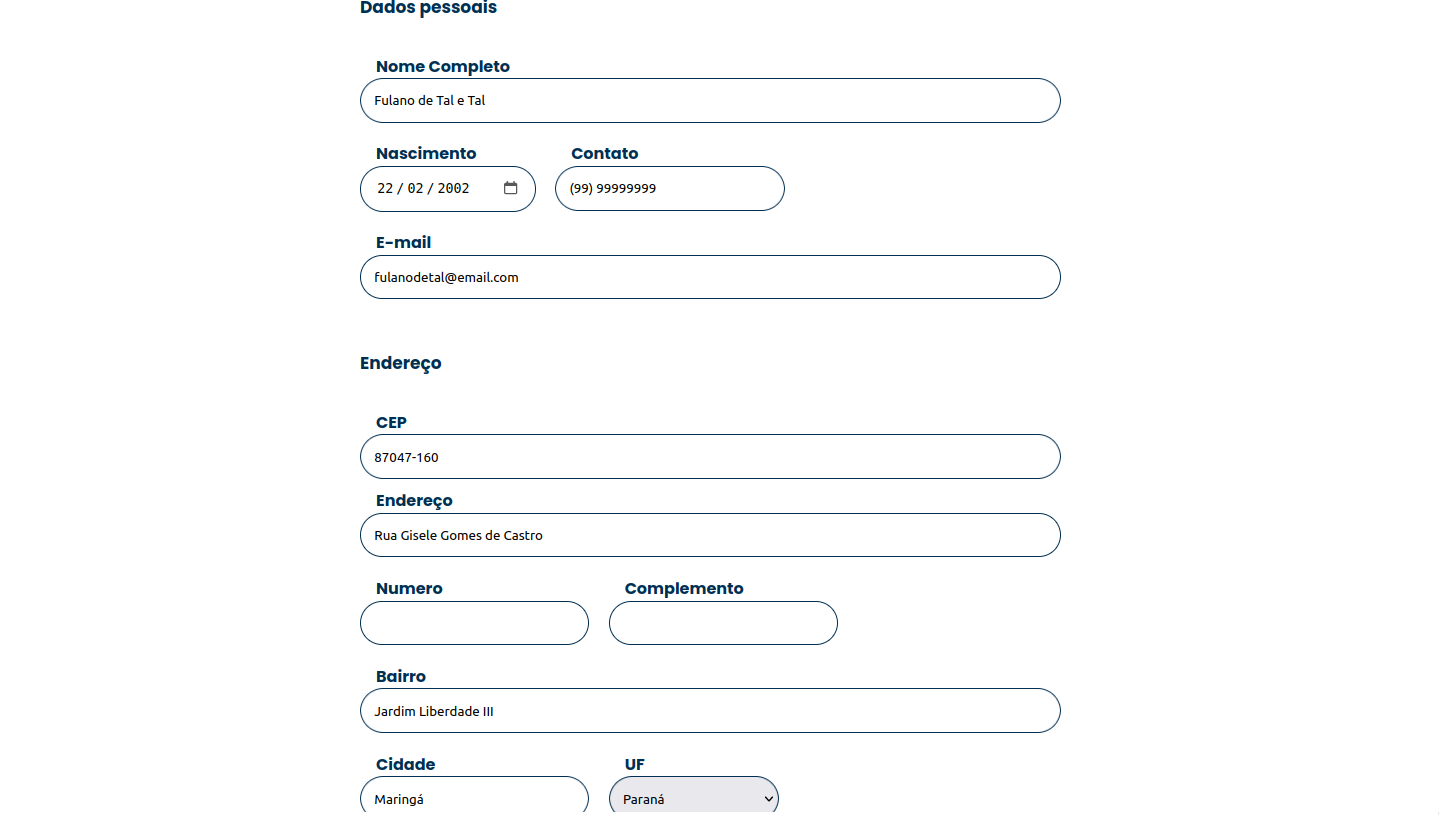 Dados pessoais
Nome Completo
Fulano de Tal e Tal
Nascimento Contato
22 / 02 / 2002 (99) 99999999
E-mail
fulanodetal@email.com
Endereço
CEP
87047-160
Endereço
Rua Gisele Gomes de Castro
Numero Complemento
Bairro
Jardim Liberdade III
Cidade UF
Maringá Paraná